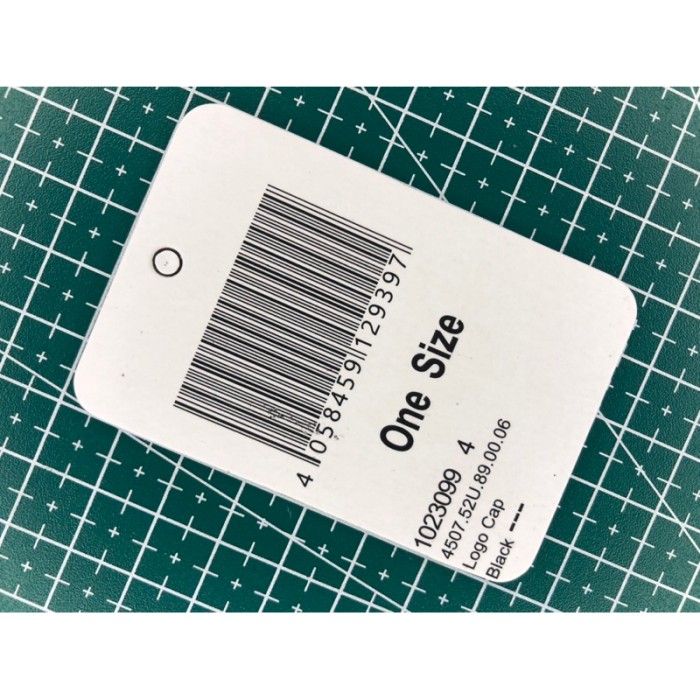 4 058459 129397
One Size
1023099 4
4507.52U.89.00.06
Logo Cap
Black ---